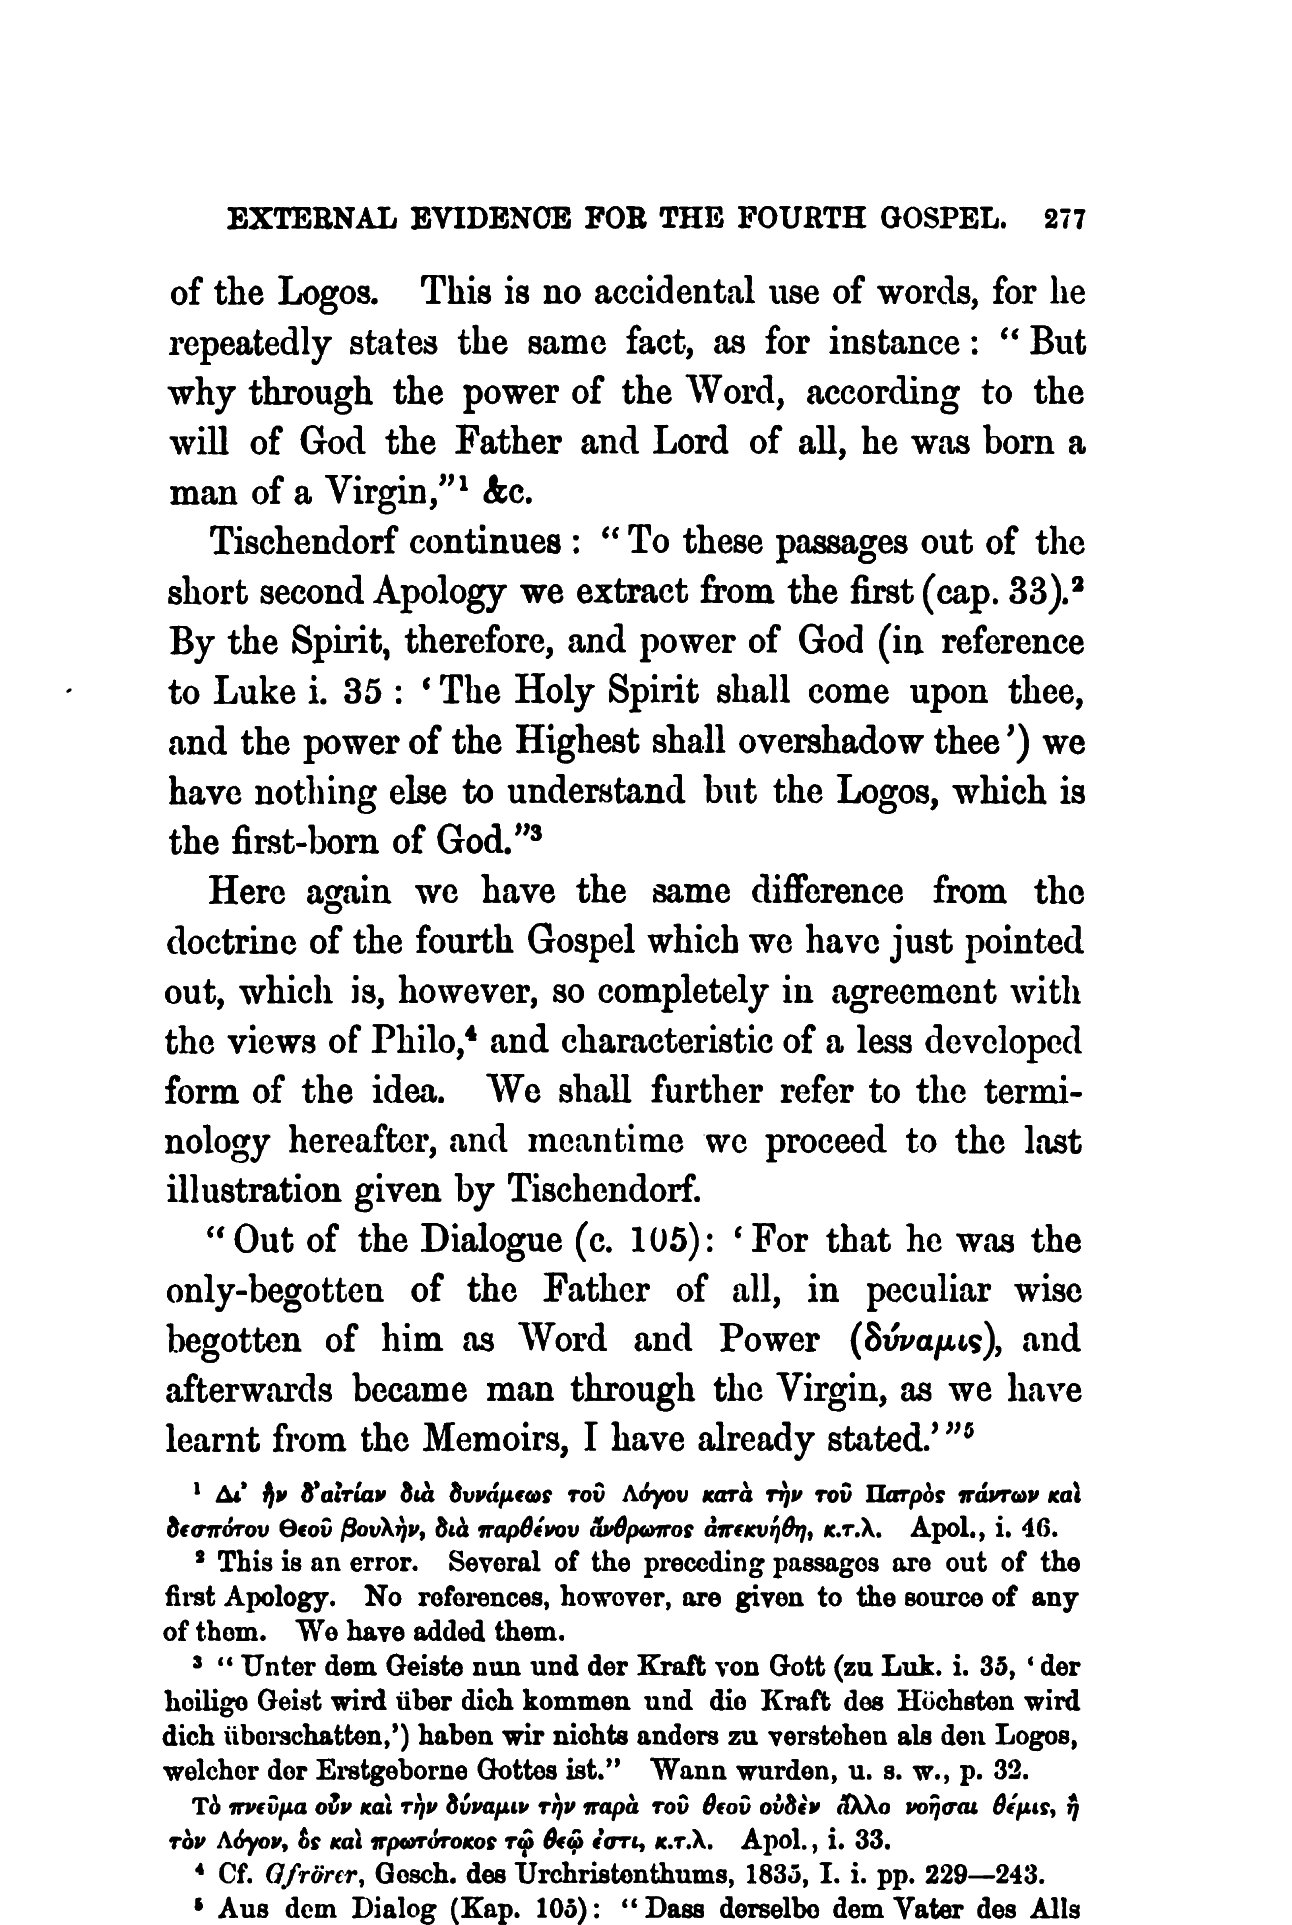 EXTERNAL EVIDENCE FOR THE FOURTH GOSPEL. 277
of the Logos. This is no accidental use of words, for he
repeatedly states the same fact, as for instance : “ But
why through the power of the Word, according to the
will of God the Father and Lord of all, he was born a
man of a Virgin,”¹ &c.
Tischendorf continues : “ To these passages out of the
short second Apology we extract from the first (cap. 33).²
By the Spirit, therefore, and power of God (in reference
to Luke i. 35 : ‘ The Holy Spirit shall come upon thee,
and the power of the Highest shall overshadow thee ’) we
have nothing else to understand but the Logos, which is
the first-born of God.”³
Here again we have the same difference from the
doctrine of the fourth Gospel which we have just pointed
out, which is, however, so completely in agreement with
the views of Philo,⁴ and characteristic of a less developed
form of the idea. We shall further refer to the termi-
nology hereafter, and meantime we proceed to the last
illustration given by Tischendorf.
“ Out of the Dialogue (c. 105): ‘ For that he was the
only-begotten of the Father of all, in peculiar wise
begotten of him as Word and Power (δύναμις), and
afterwards became man through the Virgin, as we have
learnt from the Memoirs, I have already stated.’ ”⁵
¹ Δι’ ἣν δ’αἰτίαν διὰ δυνάμεως τοῦ Λόγου κατὰ τὴν τοῦ Πατρὸς πάντων καὶ
δεσπότου Θεοῦ βουλὴν, διὰ παρθένου ἄνθρωπος ἀπεκυήθη, κ.τ.λ. Apol., i. 46.
² This is an error. Several of the preceding passages are out of the
first Apology. No references, however, are given to the source of any
of them. We have added them.
³ “ Unter dem Geiste nun und der Kraft von Gott (zu Luk. i. 35, ‘ der
heilige Geist wird über dich kommen und die Kraft des Höchsten wird
dich überschatten,’) haben wir nichts anders zu verstehen als den Logos,
welcher der Erstgeborne Gottes ist.” Wann wurden, u. s. w., p. 32.
Τὸ πνεῦμα οὖν καὶ τὴν δύναμιν τὴν παρὰ τοῦ θεοῦ οὐδὲν ἄλλο νοῆσαι θέμις, ἢ
τὸν Λόγον, ὃς καὶ πρωτότοκος τῷ θεῷ ἐστι, κ.τ.λ. Apol., i. 33.
⁴ Cf. Gfrörer, Gesch. des Urchristenthums, 1835, I. i. pp. 229—243.
⁵ Aus dem Dialog (Kap. 105): “ Dass derselbe dem Vater des Alls